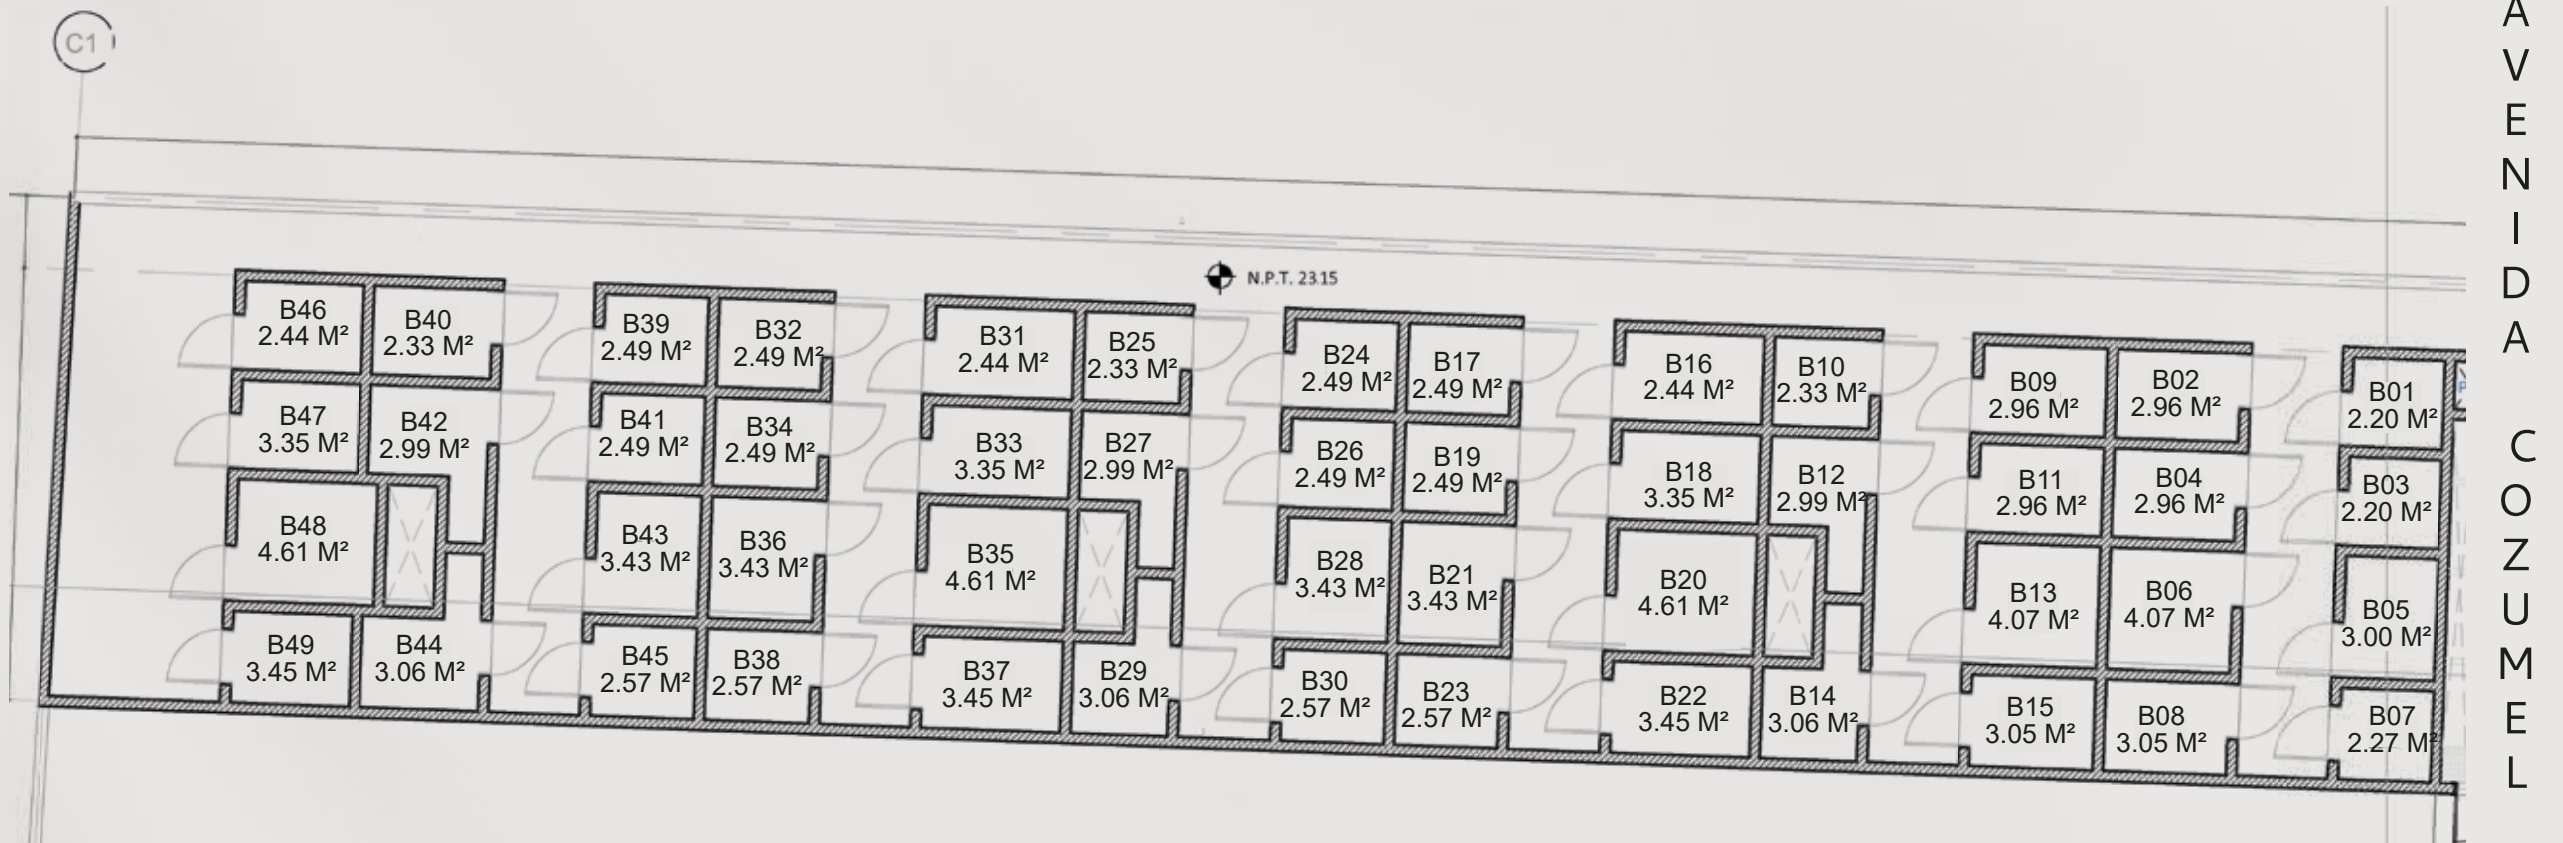 C1
N.P.T. 23.15
B46
2.44 M²
B40
2.33 M²
B47
3.35 M²
B42
2.99 M²
B48
4.61 M²
B49
3.45 M²
B44
3.06 M²
B39
2.49 M²
B32
2.49 M²
B41
2.49 M²
B34
2.49 M²
B43
3.43 M²
B36
3.43 M²
B45
2.57 M²
B38
2.57 M²
B31
2.44 M²
B25
2.33 M²
B33
3.35 M²
B27
2.99 M²
B35
4.61 M²
B37
3.45 M²
B29
3.06 M²
B24
2.49 M²
B17
2.49 M²
B26
2.49 M²
B19
2.49 M²
B28
3.43 M²
B21
3.43 M²
B30
2.57 M²
B23
2.57 M²
B16
2.44 M²
B10
2.33 M²
B18
3.35 M²
B12
2.99 M²
B20
4.61 M²
B22
3.45 M²
B14
3.06 M²
B09
2.96 M²
B02
2.96 M²
B11
2.96 M²
B04
2.96 M²
B13
4.07 M²
B06
4.07 M²
B15
3.05 M²
B08
3.05 M²
B01
2.20 M²
B03
2.20 M²
B05
3.00 M²
B07
2.27 M²
P
AVENIDA COZUMEL